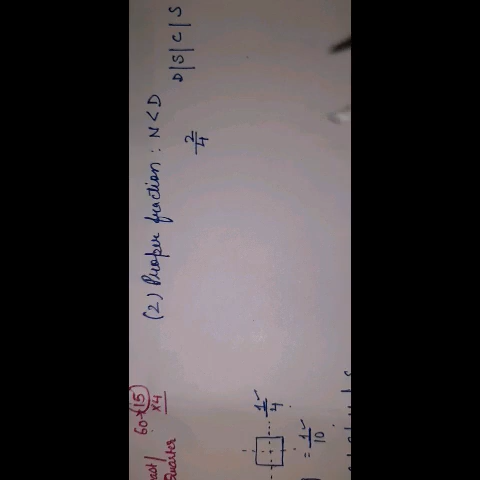 60 × 15
× 4
Quarter
1/4
= 1/10
(2) Proper fraction : N < D
2/4
D | S | C | S